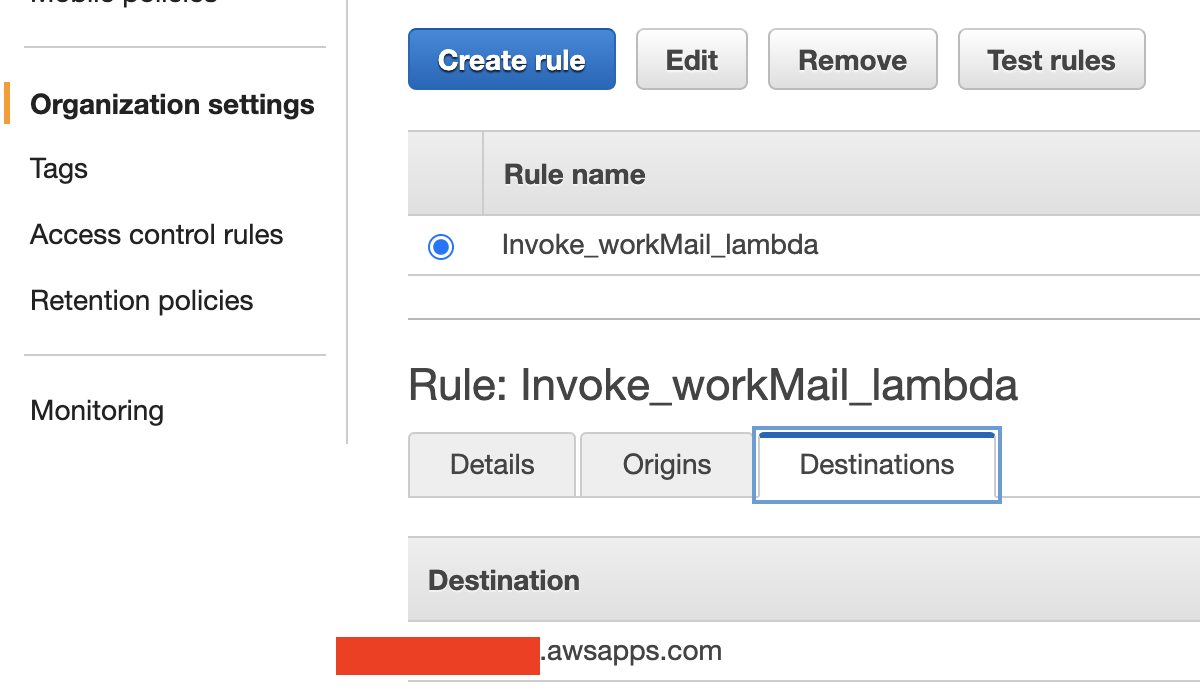 Mobile policies
Organization settings
Tags
Access control rules
Retention policies
Monitoring
Create rule
Edit
Remove
Test rules
Rule name
Invoke_workMail_lambda
Rule: Invoke_workMail_lambda
Details
Origins
Destinations
Destination
.awsapps.com